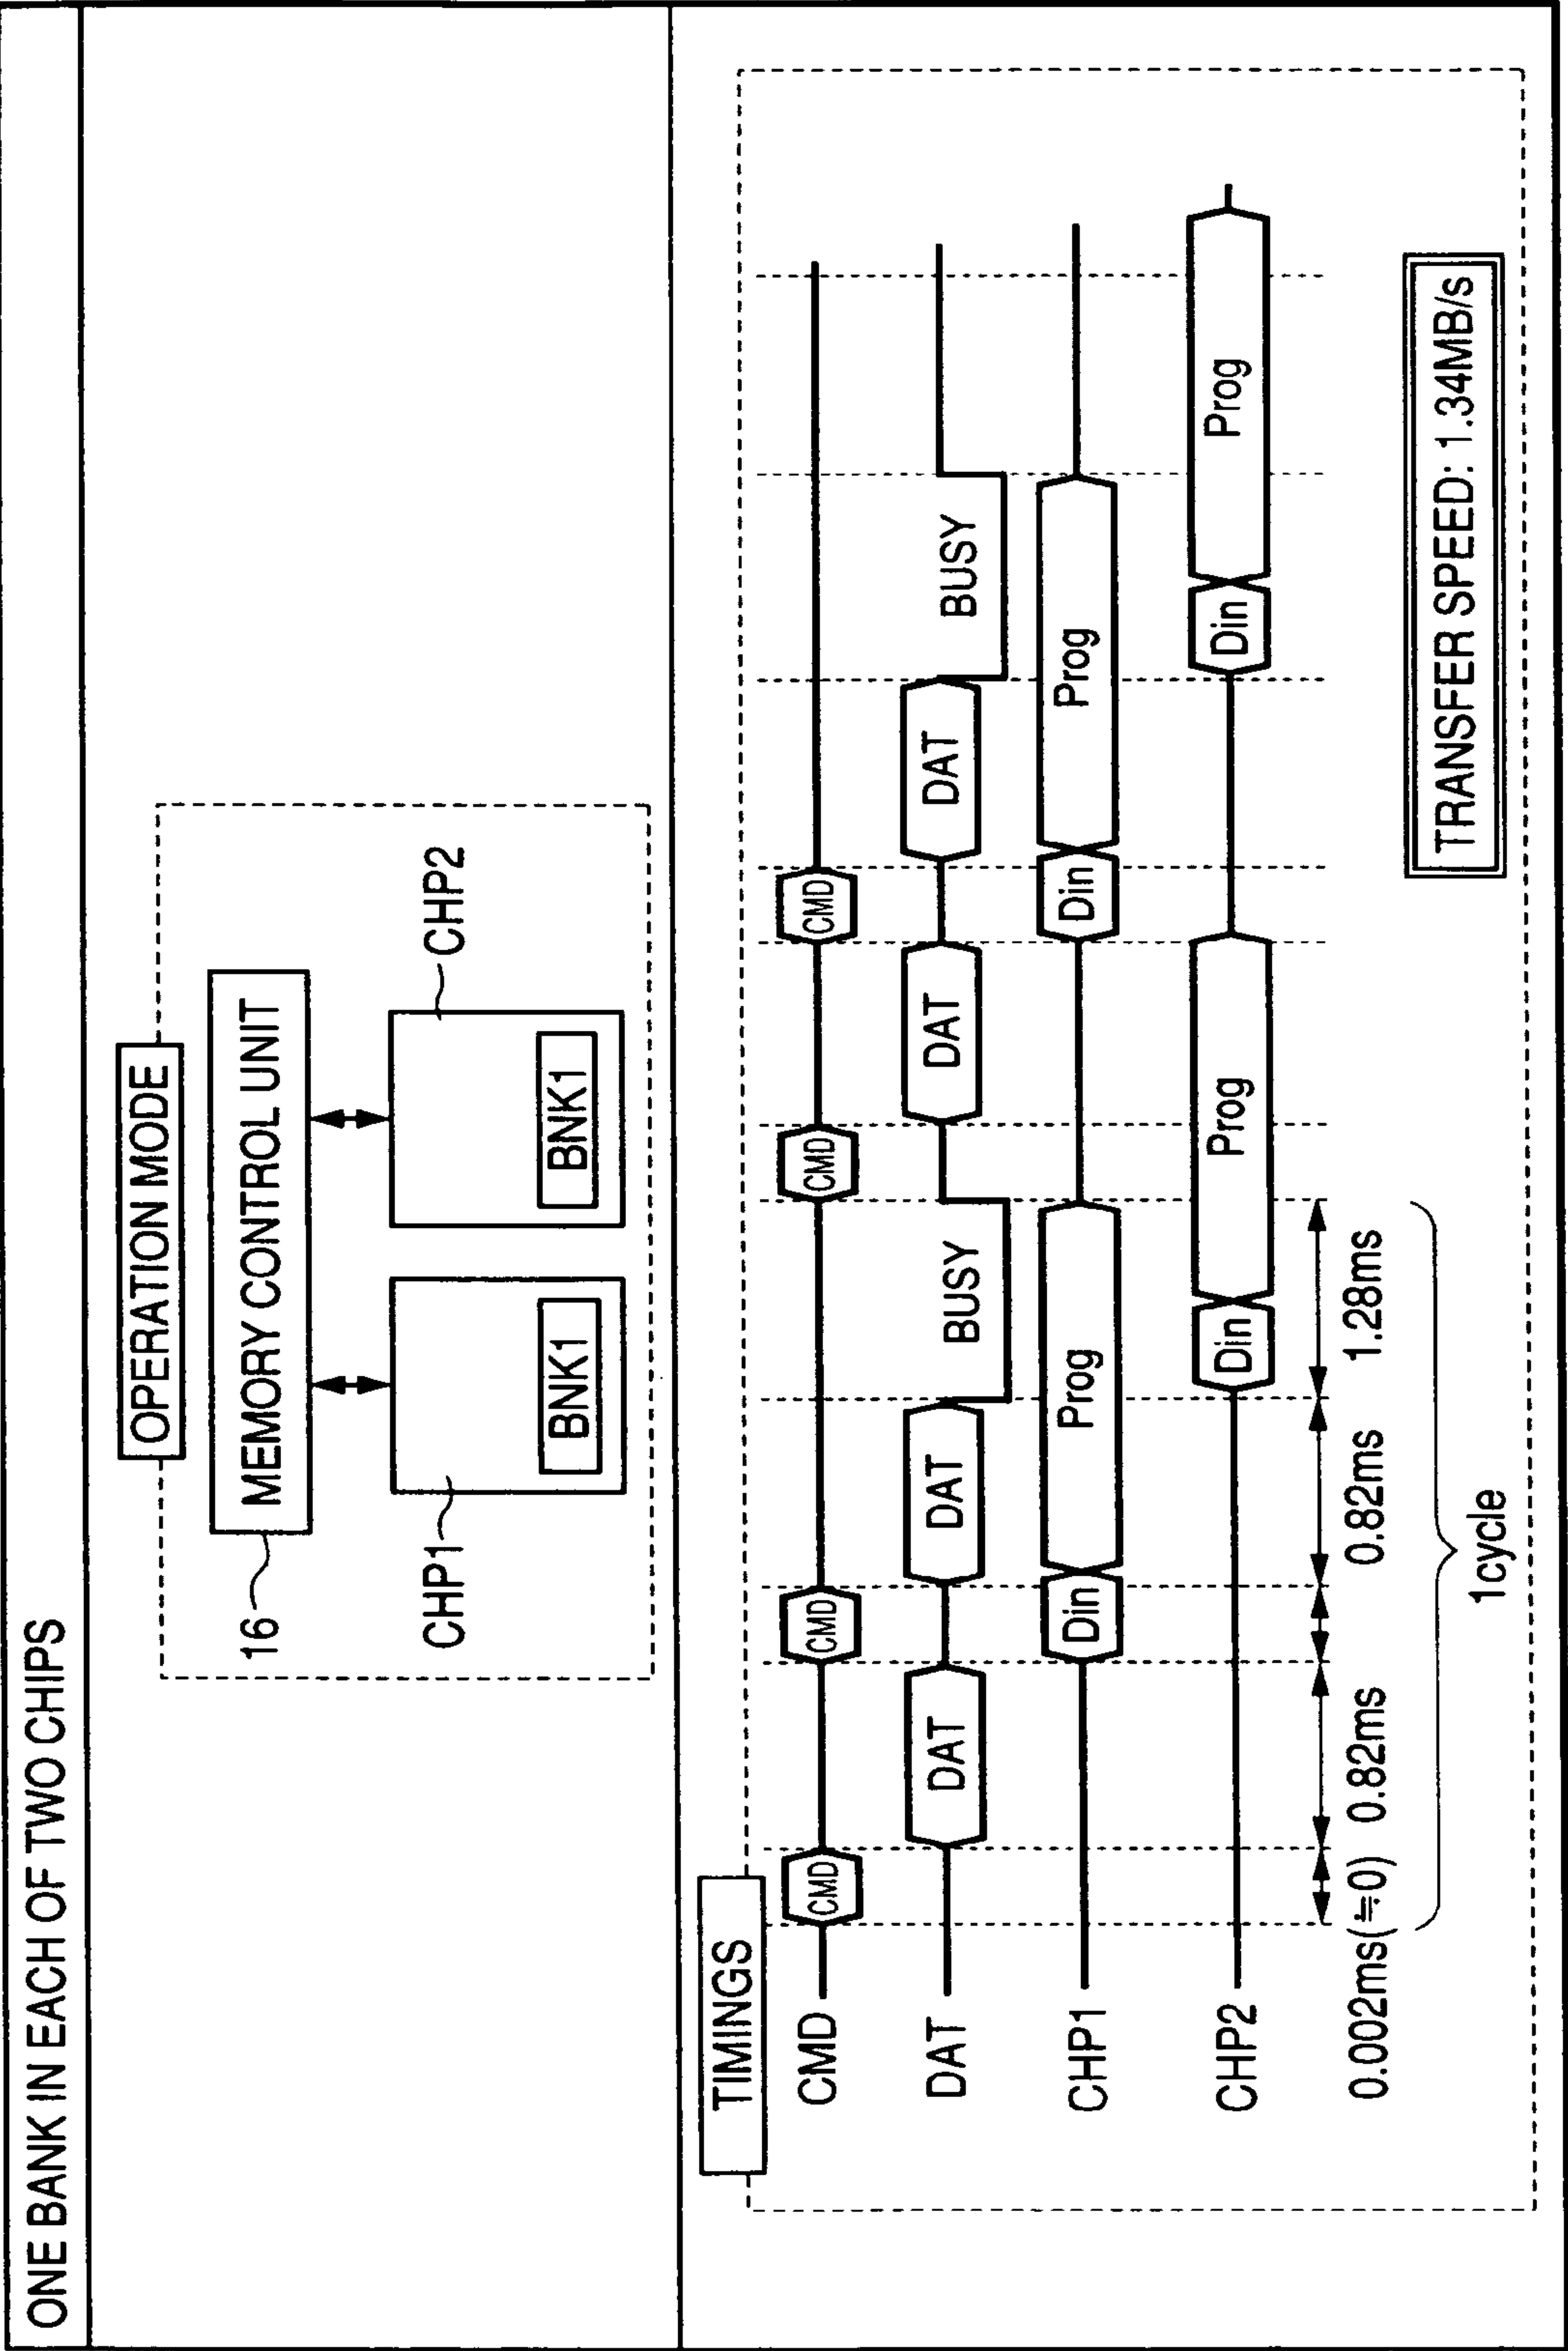 ONE BANK IN EACH OF TWO CHIPS
OPERATION MODE
16
MEMORY CONTROL UNIT
CHP1
CHP2
BNK1
BNK1
TIMINGS
CMD
CMD
CMD
CMD
CMD
DAT
DAT
DAT
BUSY
DAT
DAT
BUSY
CHP1
Din
Prog
Din
Prog
CHP2
Din
Prog
Din
Prog
0.002ms(≒0)
0.82ms
0.82ms
1.28ms
1cycle
TRANSFER SPEED: 1.34MB/s